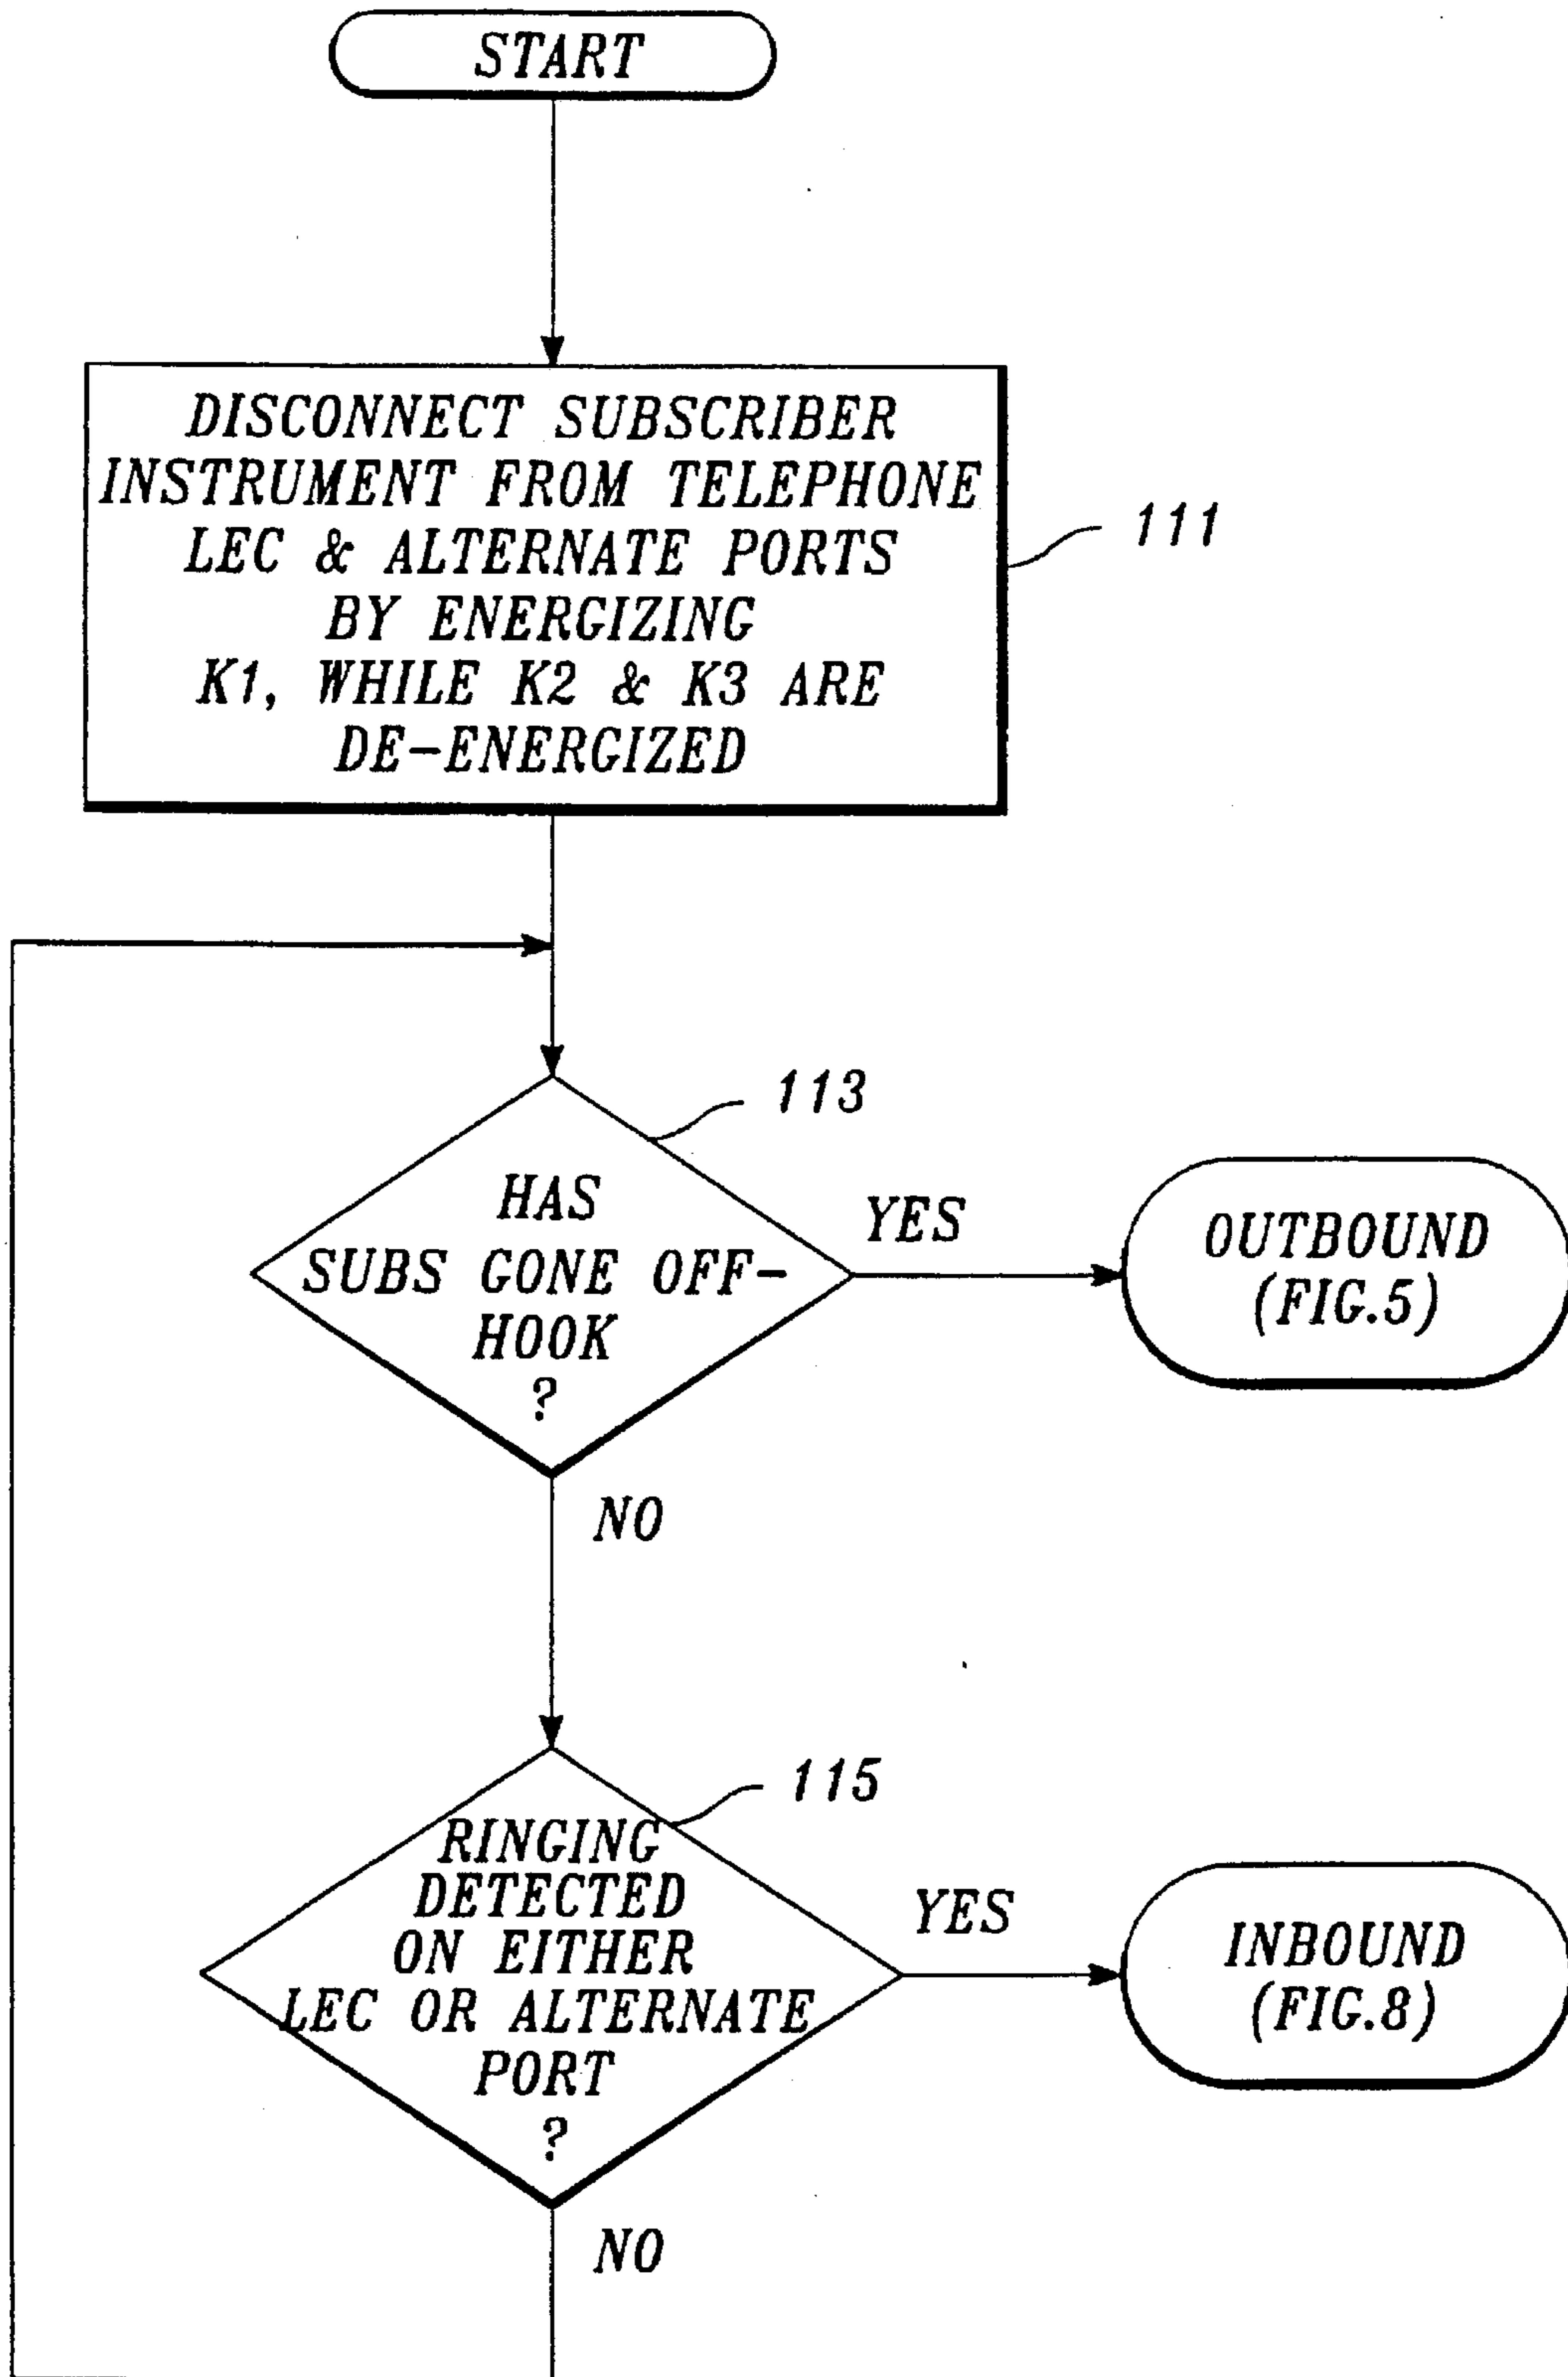 START
DISCONNECT SUBSCRIBER
INSTRUMENT FROM TELEPHONE
LEC & ALTERNATE PORTS
BY ENERGIZING
K1, WHILE K2 & K3 ARE
DE-ENERGIZED
111
113
HAS
SUBS GONE OFF-
HOOK
?
YES
OUTBOUND
(FIG.5)
NO
115
RINGING
DETECTED
ON EITHER
LEC OR ALTERNATE
PORT
?
YES
INBOUND
(FIG.8)
NO